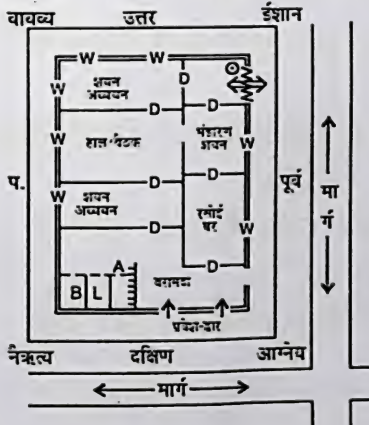 वायव्य उत्तर ईशान
W W
D
शयन
अध्ययन
W
D D
हाल-बैठक
भंडारण
शयन
W W
प. पूर्व
मार्ग
D D
W
शयन
अध्ययन
रसोई
घर
W
D
A
D
B L
बरामदा
प्रवेश-द्वार
नैऋत्य दक्षिण आग्नेय
मार्ग